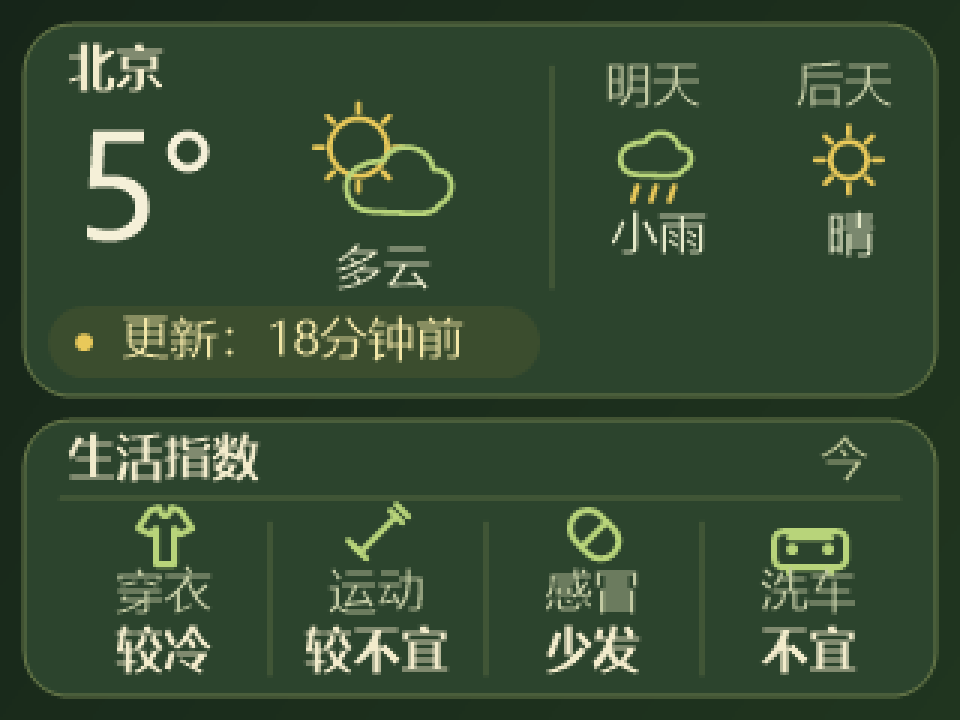 北京
5°
多云
明天
小雨
后天
晴
更新：18分钟前
生活指数
今
穿衣
较冷
运动
较不宜
感冒
少发
洗车
不宜